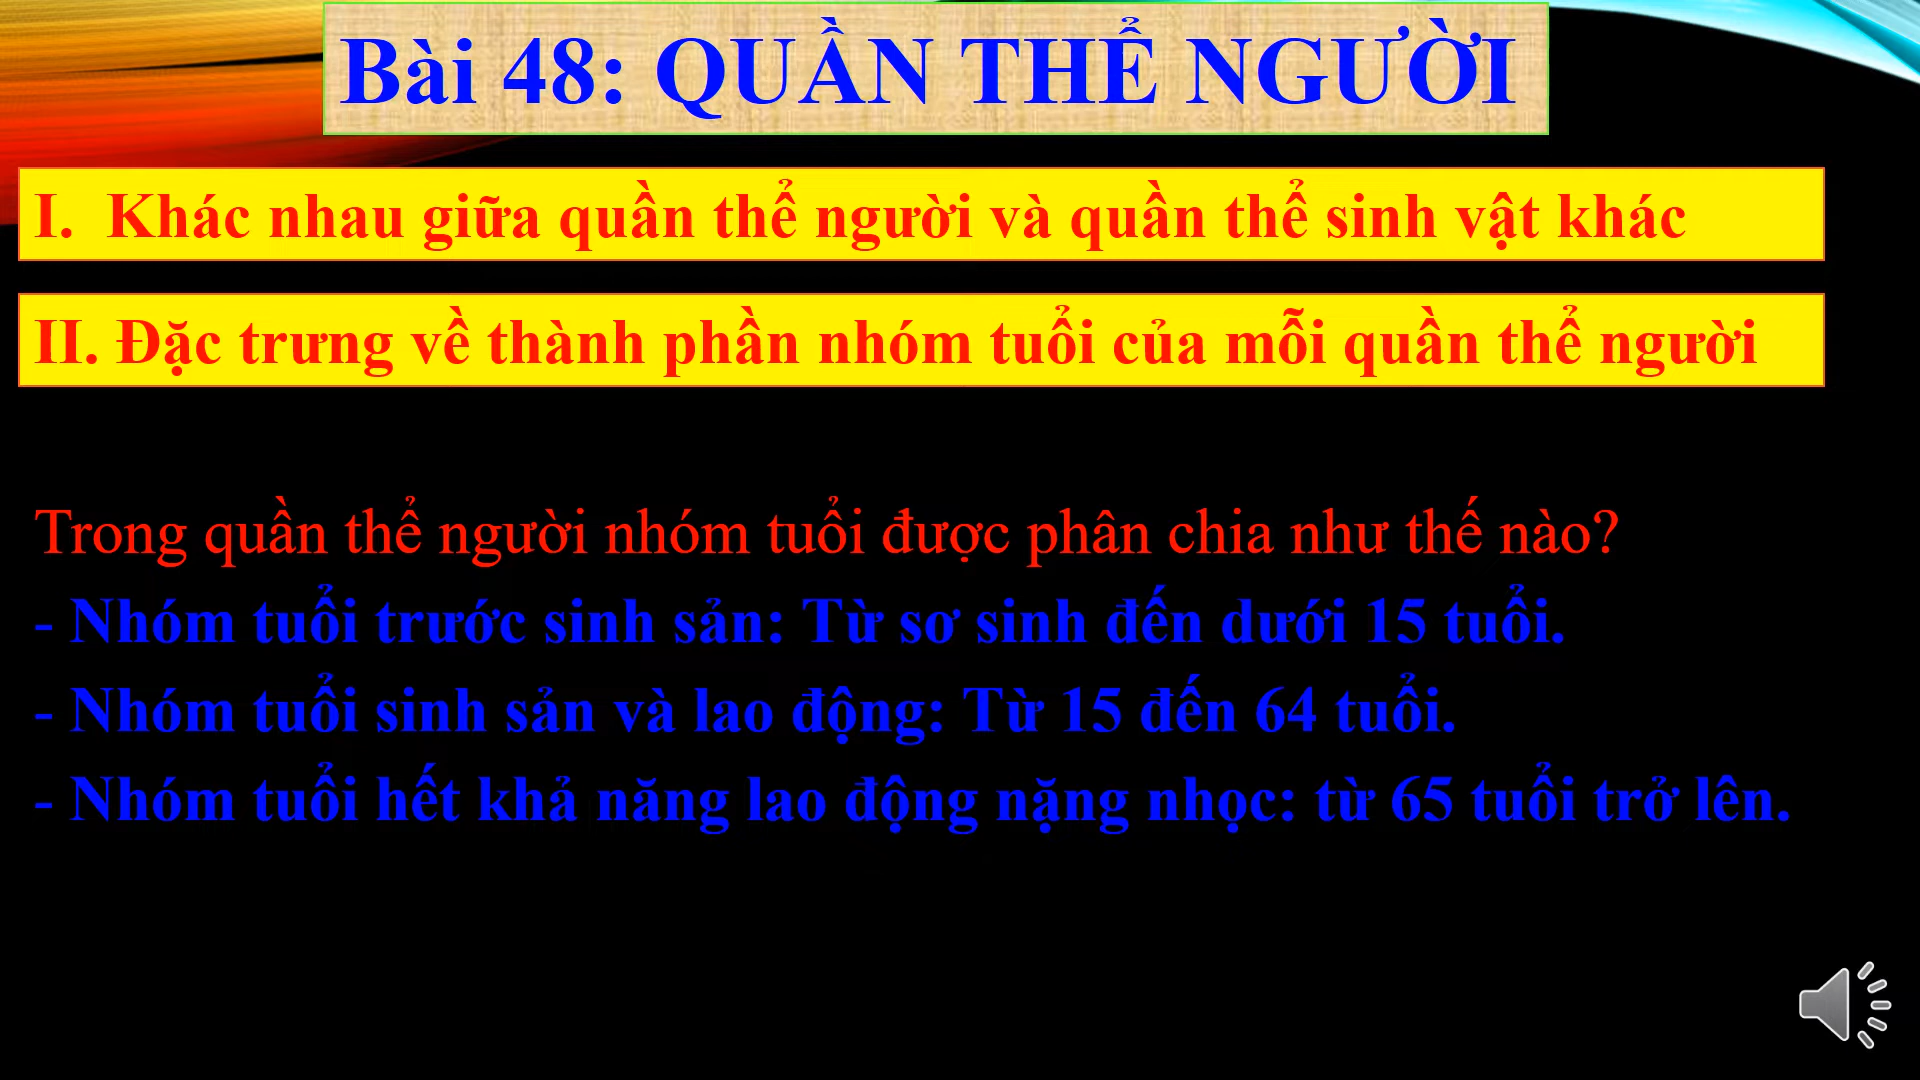 Bài 48: QUẦN THỂ NGƯỜI
I. Khác nhau giữa quần thể người và quần thể sinh vật khác
II. Đặc trưng về thành phần nhóm tuổi của mỗi quần thể người
Trong quần thể người nhóm tuổi được phân chia như thế nào?
- Nhóm tuổi trước sinh sản: Từ sơ sinh đến dưới 15 tuổi.
- Nhóm tuổi sinh sản và lao động: Từ 15 đến 64 tuổi.
- Nhóm tuổi hết khả năng lao động nặng nhọc: từ 65 tuổi trở lên.